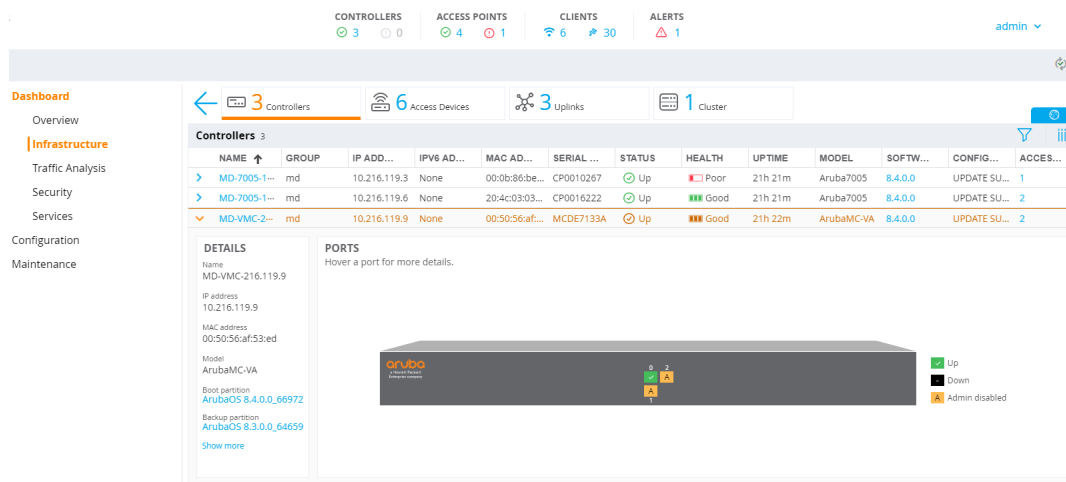 CONTROLLERS ACCESS POINTS CLIENTS ALERTS
3 0 4 1 6 30 1
admin
Dashboard
Overview
Infrastructure
Traffic Analysis
Security
Services
Configuration
Maintenance
3 Controllers 6 Access Devices 3 Uplinks 1 Cluster
Controllers 3
NAME GROUP IP ADD... IPV6 AD... MAC AD... SERIAL ... STATUS HEALTH UPTIME MODEL SOFTW... CONFIG... ACCES...
MD-7005-1... md 10.216.119.3 None 00:0b:86:be... CP0010267 Up Poor 21h 21m Aruba7005 8.4.0.0 UPDATE SU... 1
MD-7005-1... md 10.216.119.6 None 20:4c:03:03... CP0016222 Up Good 21h 21m Aruba7005 8.4.0.0 UPDATE SU... 2
MD-VMC-2... md 10.216.119.9 None 00:50:56:af:... MCDE7133A Up Good 21h 22m ArubaMC-VA 8.4.0.0 UPDATE SU... 2
DETAILS
Name
MD-VMC-216.119.9
IP address
10.216.119.9
MAC address
00:50:56:af:53:ed
Model
ArubaMC-VA
Boot partition
ArubaOS 8.4.0.0_66972
Backup partition
ArubaOS 8.3.0.0_64659
Show more
PORTS
Hover a port for more details.
aruba
a Hewlett Packard
Enterprise company
0 2
A
A
1
Up
Down
A Admin disabled